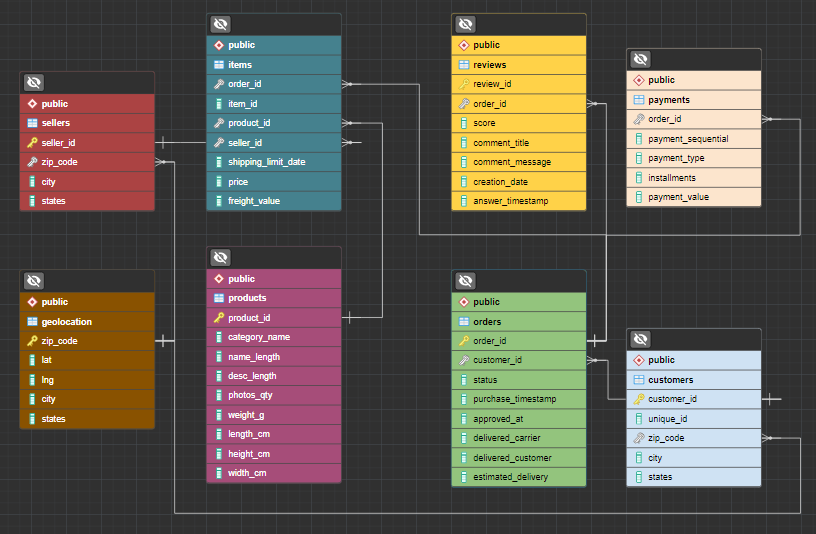 public
sellers
seller_id
zip_code
city
states
public
items
order_id
item_id
product_id
seller_id
shipping_limit_date
price
freight_value
public
reviews
review_id
order_id
score
comment_title
comment_message
creation_date
answer_timestamp
public
payments
order_id
payment_sequential
payment_type
installments
payment_value
public
geolocation
zip_code
lat
lng
city
states
public
products
product_id
category_name
name_length
desc_length
photos_qty
weight_g
length_cm
height_cm
width_cm
public
orders
order_id
customer_id
status
purchase_timestamp
approved_at
delivered_carrier
delivered_customer
estimated_delivery
public
customers
customer_id
unique_id
zip_code
city
states